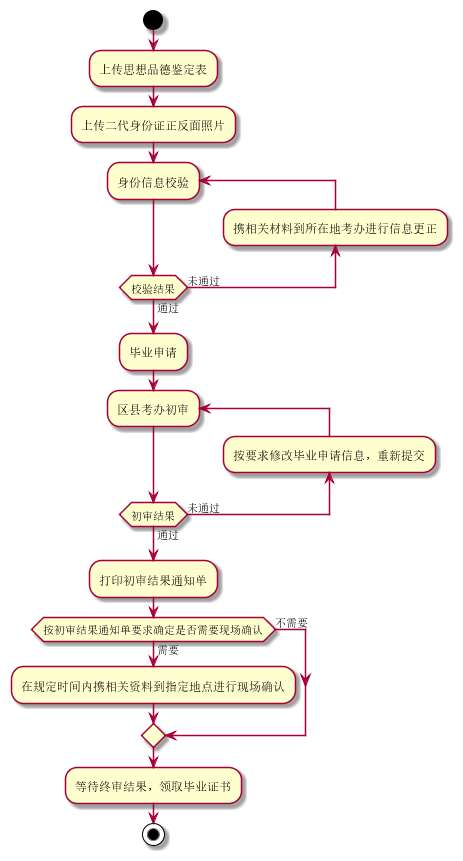 上传思想品德鉴定表
上传二代身份证正反面照片
身份信息校验
携相关材料到所在地考办进行信息更正
校验结果
未通过
通过
毕业申请
区县考办初审
按要求修改毕业申请信息，重新提交
初审结果
未通过
通过
打印初审结果通知单
按初审结果通知单要求确定是否需要现场确认
不需要
需要
在规定时间内携相关资料到指定地点进行现场确认
等待终审结果，领取毕业证书